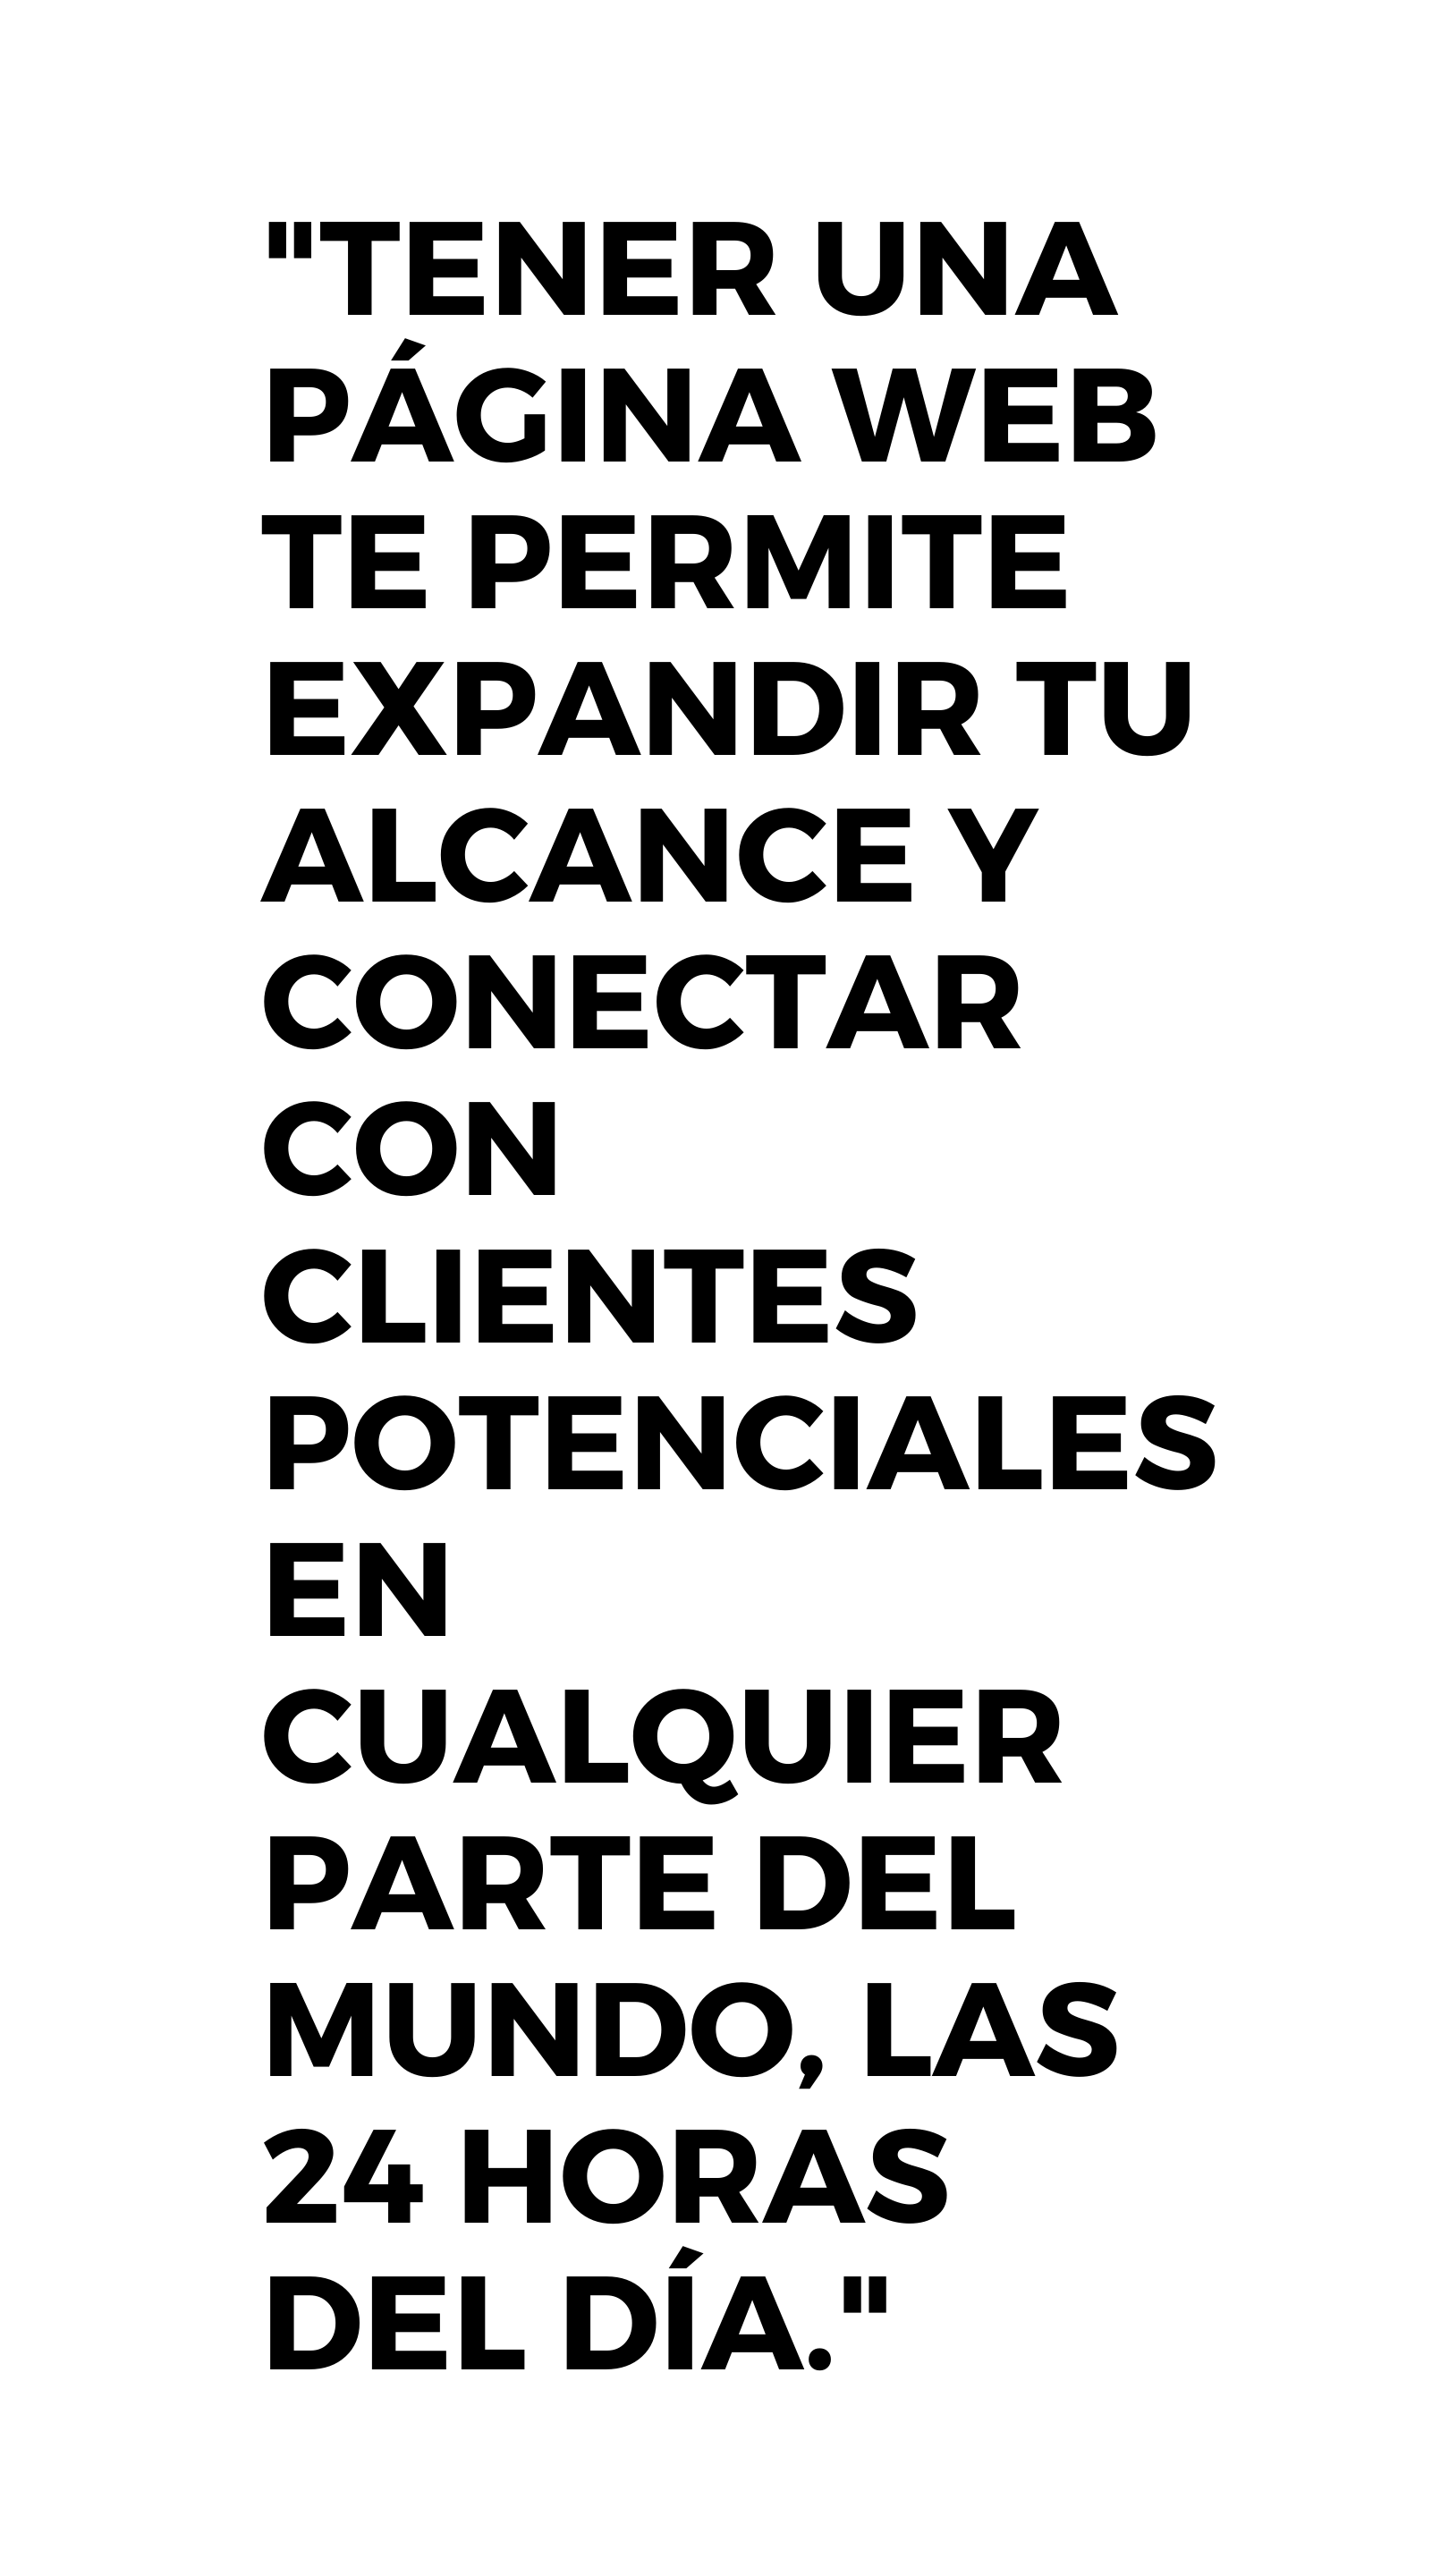 "TENER UNA
PÁGINA WEB
TE PERMITE
EXPANDIR TU
ALCANCE Y
CONECTAR
CON
CLIENTES
POTENCIALES
EN
CUALQUIER
PARTE DEL
MUNDO, LAS
24 HORAS
DEL DÍA."